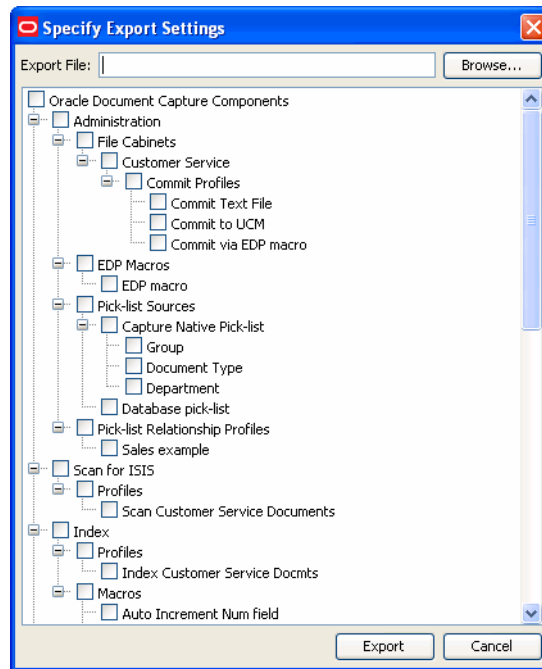 Specify Export Settings
Export File: Browse...
Oracle Document Capture Components
Administration
File Cabinets
Customer Service
Commit Profiles
Commit Text File
Commit to UCM
Commit via EDP macro
EDP Macros
EDP macro
Pick-list Sources
Capture Native Pick-list
Group
Document Type
Department
Database pick-list
Pick-list Relationship Profiles
Sales example
Scan for ISIS
Profiles
Scan Customer Service Documents
Index
Profiles
Index Customer Service Docmts
Macros
Auto Increment Num field
Export Cancel